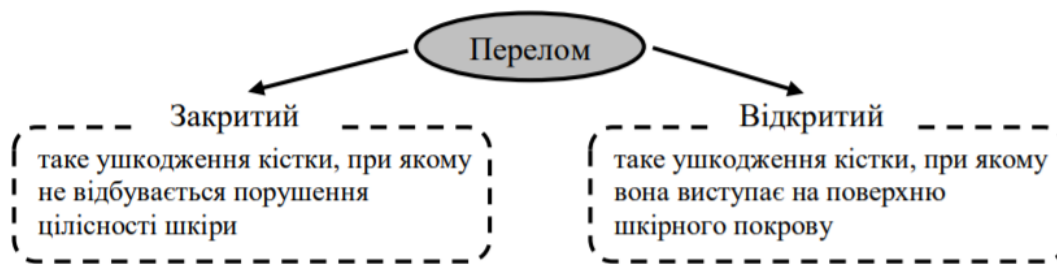 Перелом
Закритий
таке ушкодження кістки, при якому
не відбувається порушення
цілісності шкіри
Відкритий
таке ушкодження кістки, при якому
вона виступає на поверхню
шкірного покрову